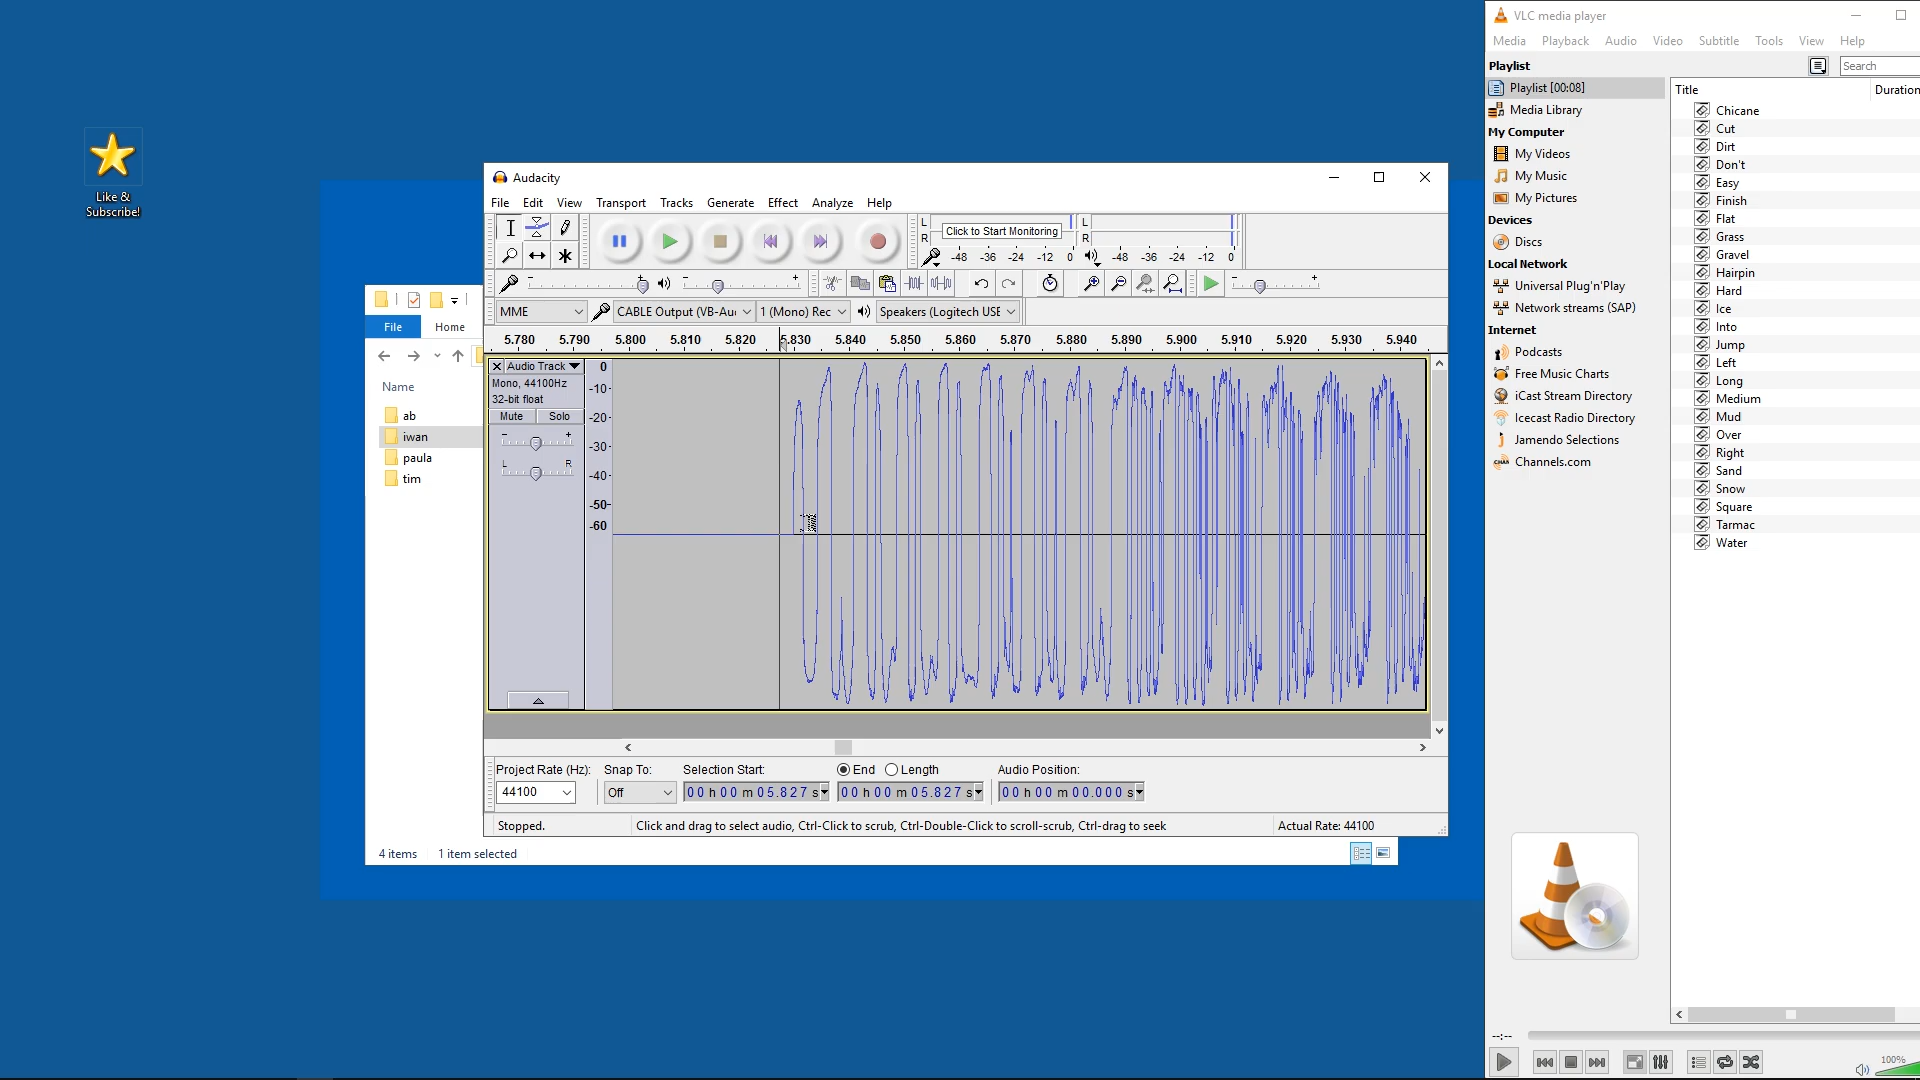 VLC media player
Media Playback Audio Video Subtitle Tools View Help
Playlist
Search
Playlist [00:08]
Media Library
My Computer
My Videos
My Music
My Pictures
Devices
Discs
Local Network
Universal Plug'n'Play
Network streams (SAP)
Internet
Podcasts
Free Music Charts
iCast Stream Directory
Icecast Radio Directory
Jamendo Selections
Channels.com
Title Duration
Chicane
Cut
Dirt
Don't
Easy
Finish
Flat
Grass
Gravel
Hairpin
Hard
Ice
Into
Jump
Left
Long
Medium
Mud
Over
Right
Sand
Snow
Square
Tarmac
Water
--:--
100%
Like &
Subscribe!
Audacity
File Edit View Transport Tracks Generate Effect Analyze Help
L
R
Click to Start Monitoring
-48 -36 -24 -12 0
L
R
-48 -36 -24 -12 0
MME
CABLE Output (VB-Au
1 (Mono) Rec
Speakers (Logitech USE
5.780 5.790 5.800 5.810 5.820 5.830 5.840 5.850 5.860 5.870 5.880 5.890 5.900 5.910 5.920 5.930 5.940
Audio Track
Mono, 44100Hz
32-bit float
Mute Solo
- +
L R
0
-10-
-20-
-30-
-40-
-50-
-60
Project Rate (Hz): Snap To: Selection Start: End Length Audio Position:
44100 Off 00 h 00 m 05.827 s 00 h 00 m 05.827 s 00 h 00 m 00.000 s
Stopped. Click and drag to select audio, Ctrl-Click to scrub, Ctrl-Double-Click to scroll-scrub, Ctrl-drag to seek Actual Rate: 44100
File Home
Name
ab
iwan
paula
tim
4 items 1 item selected